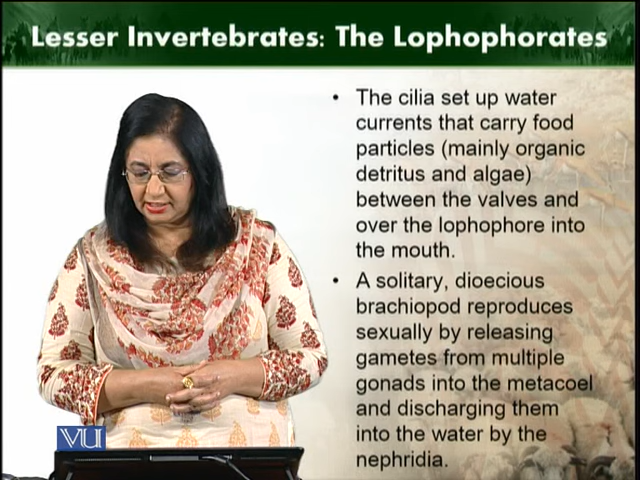 Lesser Invertebrates: The Lophophorates
• The cilia set up water
currents that carry food
particles (mainly organic
detritus and algae)
between the valves and
over the lophophore into
the mouth.
• A solitary, dioecious
brachiopod reproduces
sexually by releasing
gametes from multiple
gonads into the metacoel
and discharging them
into the water by the
nephridia.
VU